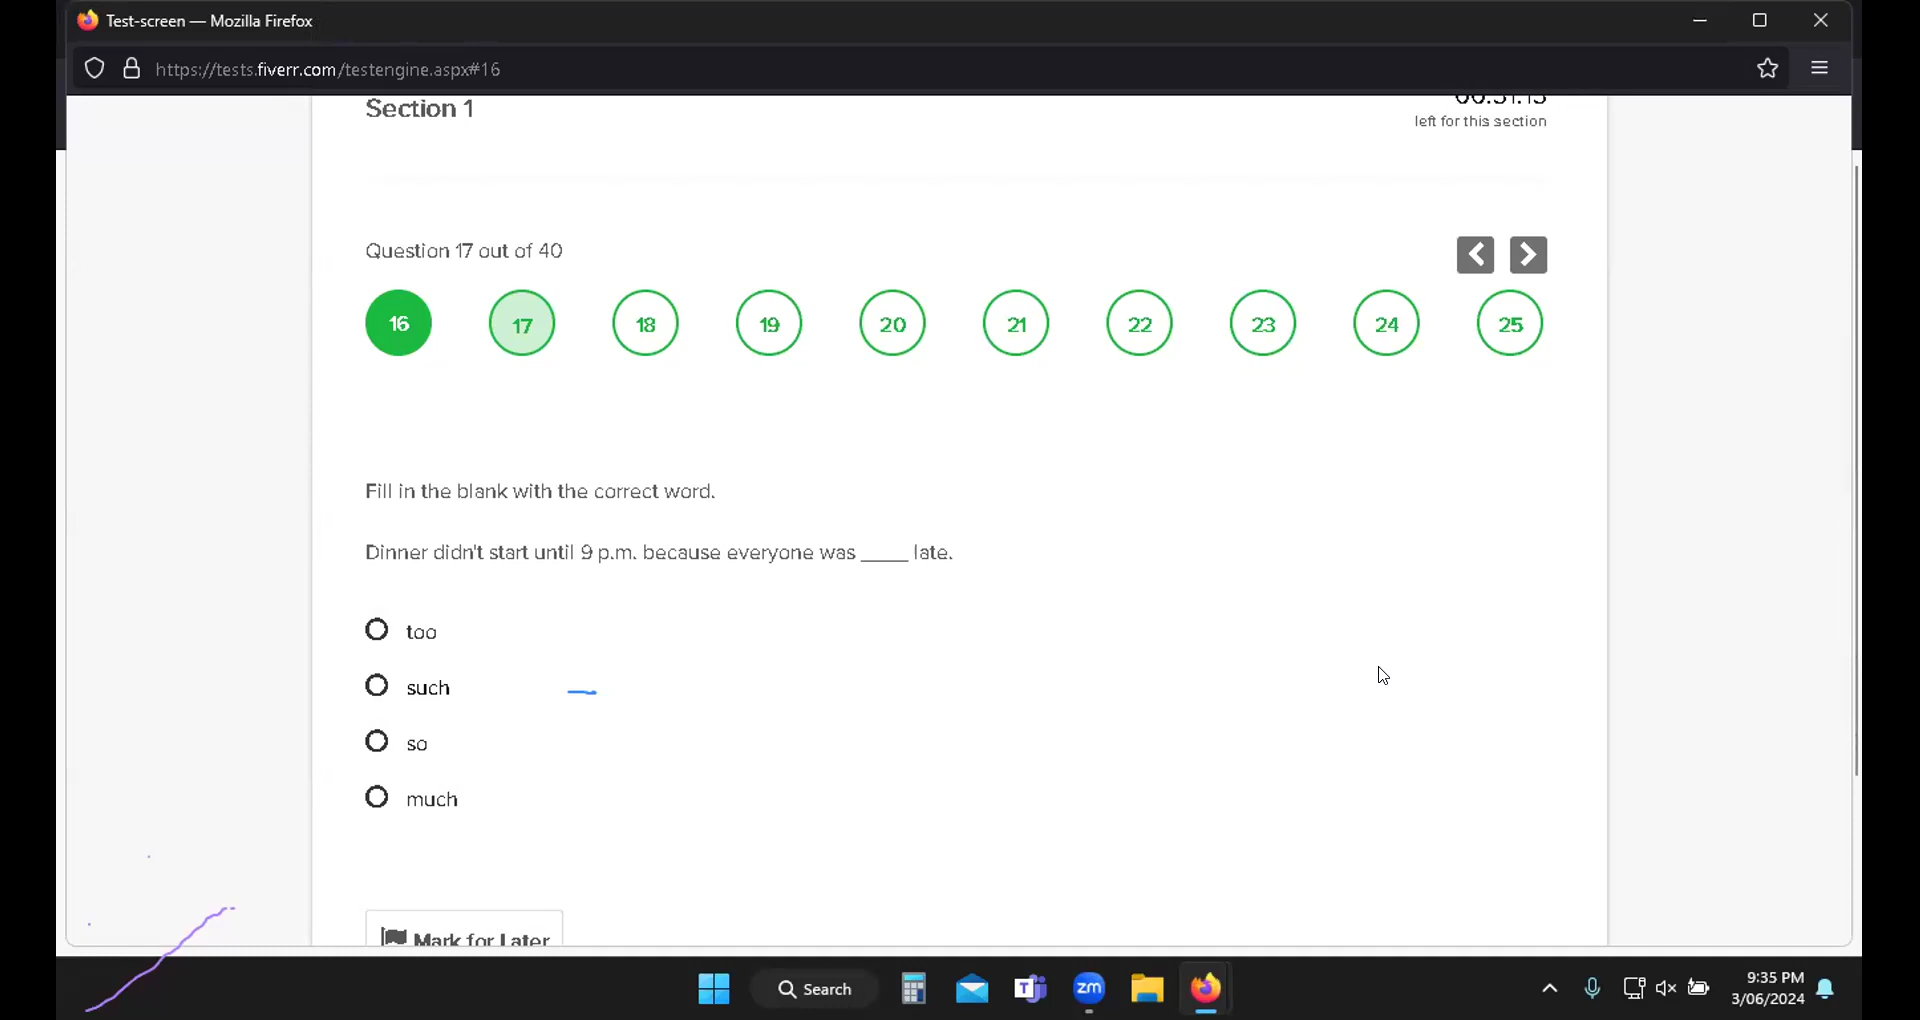 Test-screen — Mozilla Firefox
https://tests.fiverr.com/testengine.aspx#16
Section 1
left for this section
Question 17 out of 40
16 17 18 19 20 21 22 23 24 25
Fill in the blank with the correct word.
Dinner didn't start until 9 p.m. because everyone was _____ late.
too
such
so
much
Mark for Later
Search
zm
T
9:35 PM
3/06/2024